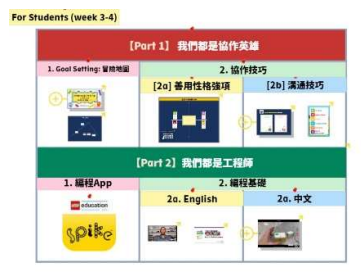 For Students (week 3-4)
【Part 1】我們都是協作英雄
1. Goal Setting: 冒險地圖
2. 協作技巧
[2a] 善用性格強項
[2b] 溝通技巧
【Part 2】我們都是工程師
1. 編程App
2. 編程基礎
2a. English
2a. 中文
education
spike